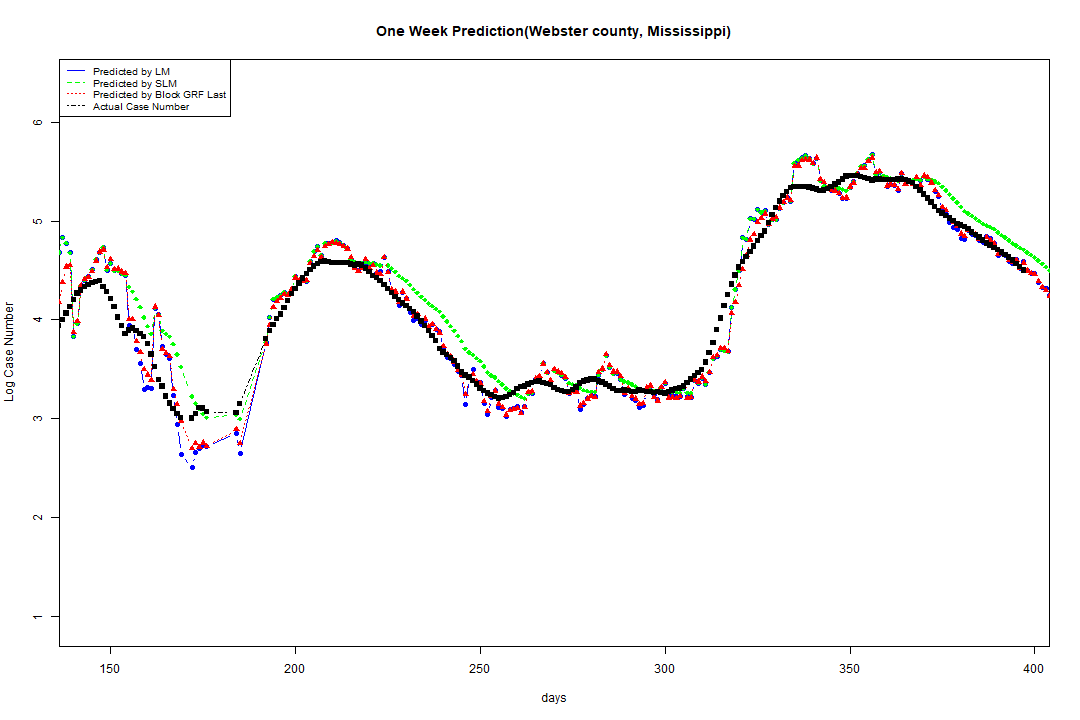 One Week Prediction(Webster county, Mississippi)
Predicted by LM
Predicted by SLM
Predicted by Block GRF Last
Actual Case Number
Log Case Number
6
5
4
3
2
1
150 200 250 300 350 400
days